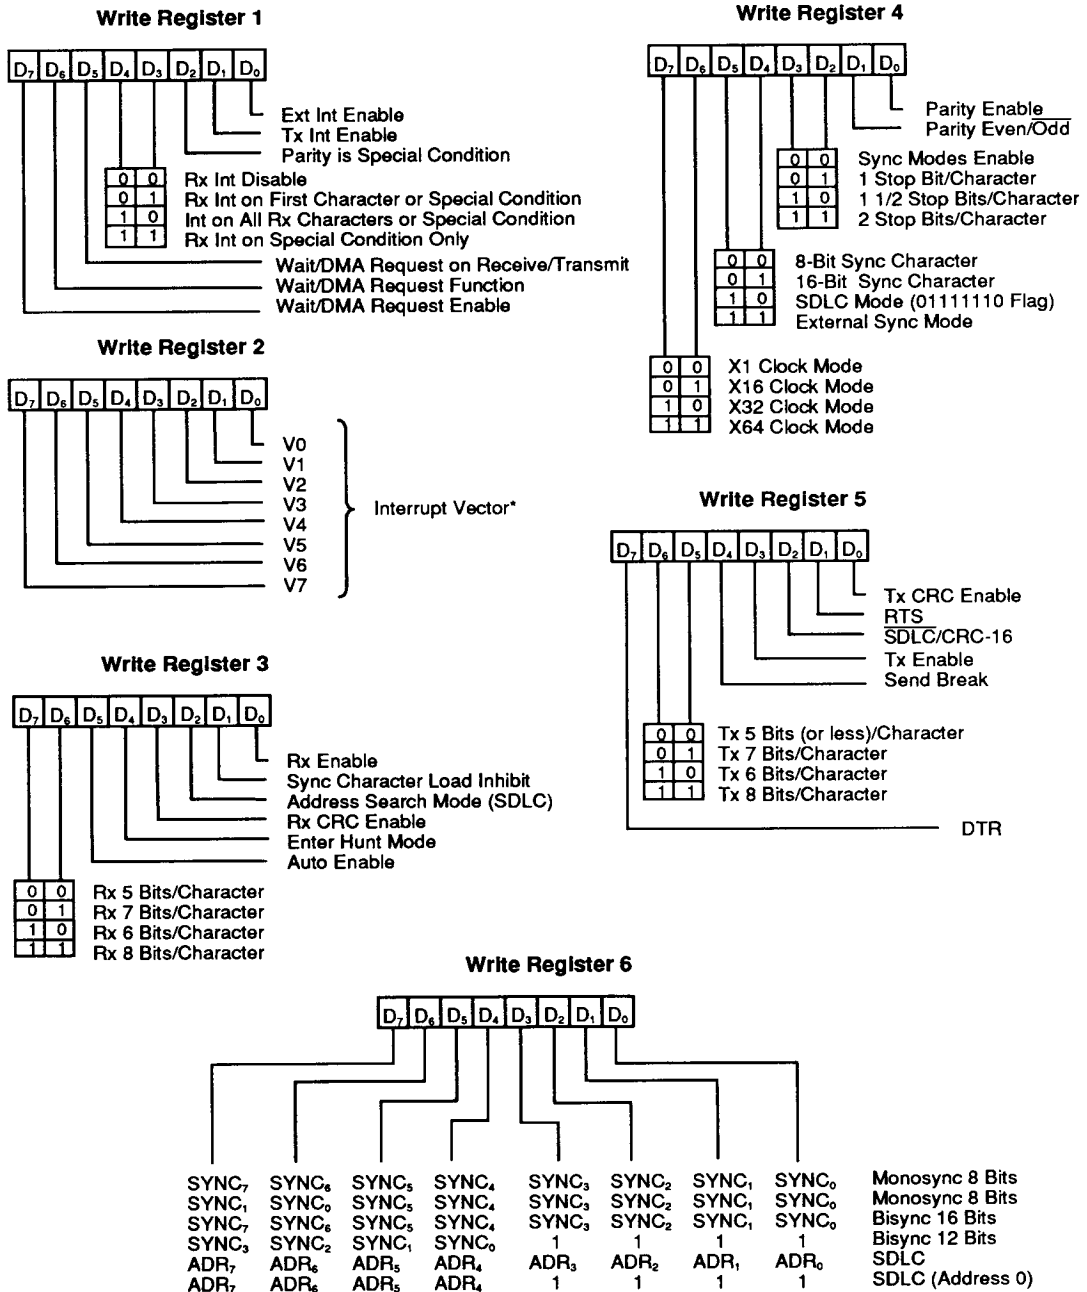 Write Register 1
D7 D6 D5 D4 D3 D2 D1 D0
Ext Int Enable
Tx Int Enable
Parity is Special Condition
0 0 Rx Int Disable
0 1 Rx Int on First Character or Special Condition
1 0 Int on All Rx Characters or Special Condition
1 1 Rx Int on Special Condition Only
Wait/DMA Request on Receive/Transmit
Wait/DMA Request Function
Wait/DMA Request Enable
Write Register 2
D7 D6 D5 D4 D3 D2 D1 D0
V0
V1
V2
V3
V4
V5
V6
V7
Interrupt Vector*
Write Register 3
D7 D6 D5 D4 D3 D2 D1 D0
Rx Enable
Sync Character Load Inhibit
Address Search Mode (SDLC)
Rx CRC Enable
Enter Hunt Mode
Auto Enable
0 0 Rx 5 Bits/Character
0 1 Rx 7 Bits/Character
1 0 Rx 6 Bits/Character
1 1 Rx 8 Bits/Character
Write Register 4
D7 D6 D5 D4 D3 D2 D1 D0
Parity Enable
Parity Even/Odd
0 0 Sync Modes Enable
0 1 1 Stop Bit/Character
1 0 1 1/2 Stop Bits/Character
1 1 2 Stop Bits/Character
0 0 8-Bit Sync Character
0 1 16-Bit Sync Character
1 0 SDLC Mode (01111110 Flag)
1 1 External Sync Mode
0 0 X1 Clock Mode
0 1 X16 Clock Mode
1 0 X32 Clock Mode
1 1 X64 Clock Mode
Write Register 5
D7 D6 D5 D4 D3 D2 D1 D0
Tx CRC Enable
RTS
SDLC/CRC-16
Tx Enable
Send Break
0 0 Tx 5 Bits (or less)/Character
0 1 Tx 7 Bits/Character
1 0 Tx 6 Bits/Character
1 1 Tx 8 Bits/Character
DTR
Write Register 6
D7 D6 D5 D4 D3 D2 D1 D0
SYNC7 SYNC6 SYNC5 SYNC4 SYNC3 SYNC2 SYNC1 SYNC0 Monosync 8 Bits
SYNC1 SYNC0 SYNC5 SYNC4 SYNC3 SYNC2 SYNC1 SYNC0 Monosync 8 Bits
SYNC7 SYNC6 SYNC5 SYNC4 SYNC3 SYNC2 SYNC1 SYNC0 Bisync 16 Bits
SYNC3 SYNC2 SYNC1 SYNC0 1 1 1 1 Bisync 12 Bits
ADR7 ADR6 ADR5 ADR4 ADR3 ADR2 ADR1 ADR0 SDLC
ADR7 ADR6 ADR5 ADR4 1 1 1 1 SDLC (Address 0)